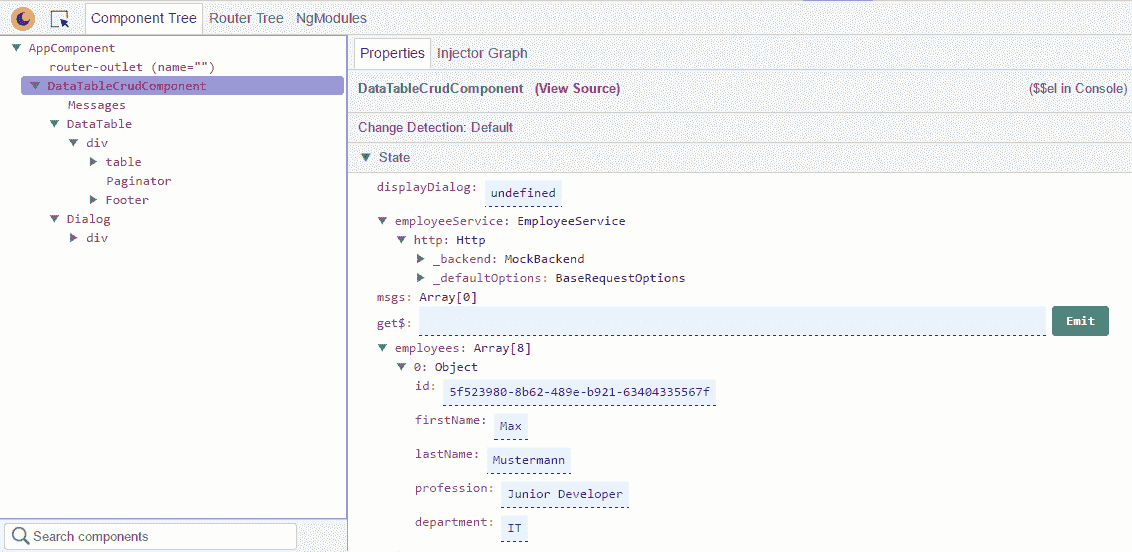 Component Tree Router Tree NgModules
AppComponent
router-outlet (name="")
DataTableCrudComponent
Messages
DataTable
div
table
Paginator
Footer
Dialog
div
Search components
Properties Injector Graph
DataTableCrudComponent (View Source) ($$el in Console)
Change Detection: Default
State
displayDialog: undefined
employeeService: EmployeeService
http: Http
_backend: MockBackend
_defaultOptions: BaseRequestOptions
msgs: Array[0]
get$: Emit
employees: Array[8]
0: Object
id: 5f523980-8b62-489e-b921-63404335567f
firstName: Max
lastName: Mustermann
profession: Junior Developer
department: IT